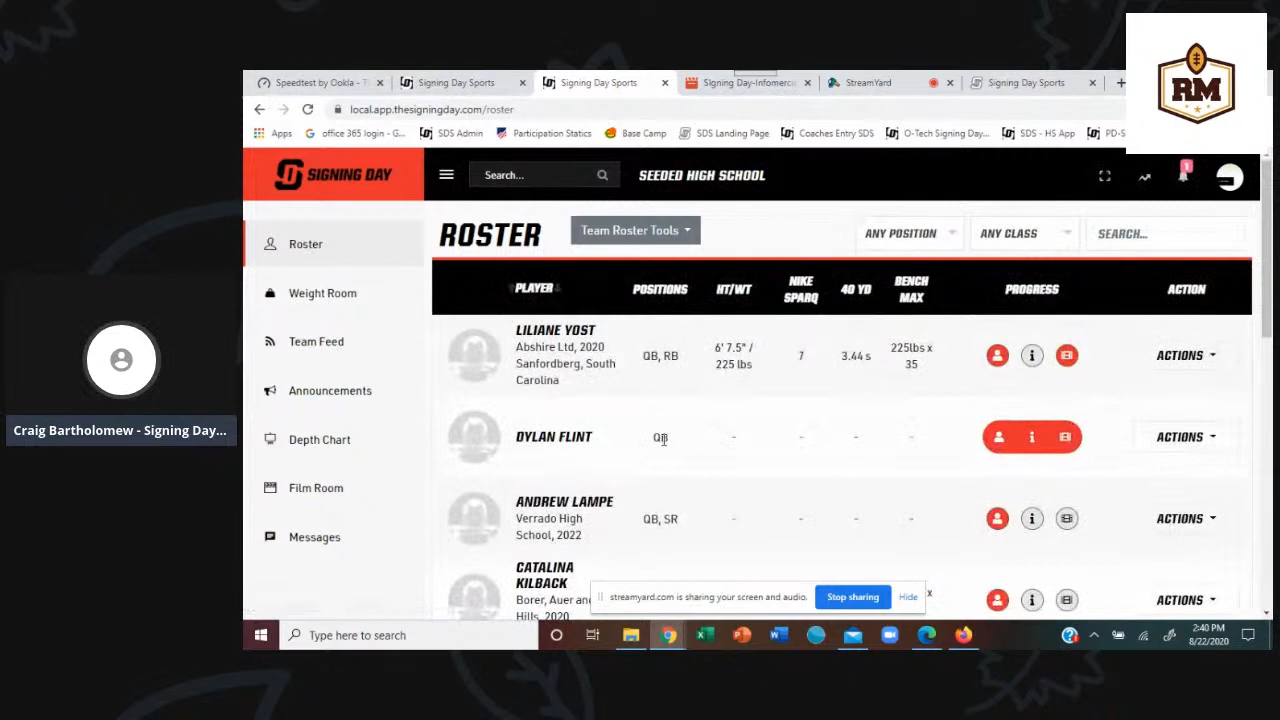 RM
Speedtest by Ookla - T
Signing Day Sports
Signing Day Sports
Signing Day-Infomerci
StreamYard
Signing Day Sports
local.app.thesigningday.com/roster
Apps
office 365 login - G...
SDS Admin
Participation Statics
Base Camp
SDS Landing Page
Coaches Entry SDS
O-Tech Signing Day...
SDS - HS App
PD-S
SIGNING DAY
Search...
SEEDED HIGH SCHOOL
1
Roster
Weight Room
Team Feed
Announcements
Depth Chart
Film Room
Messages
ROSTER
Team Roster Tools
ANY POSITION
ANY CLASS
SEARCH...
PLAYER
POSITIONS
HT/WT
NIKE
SPARQ
40 YD
BENCH
MAX
PROGRESS
ACTION
LILIANE YOST
Abshire Ltd, 2020
Sanfordberg, South
Carolina
QB, RB
6' 7.5" /
225 lbs
7
3.44 s
225lbs x
35
ACTIONS
DYLAN FLINT
QB
-
-
-
-
ACTIONS
ANDREW LAMPE
Verrado High
School, 2022
QB, SR
-
-
-
-
ACTIONS
CATALINA
KILBACK
Borer, Auer an
Hills, 2020
x
ACTIONS
streamyard.com is sharing your screen and audio.
Stop sharing
Hide
Craig Bartholomew - Signing Day...
Type here to search
2:40 PM
8/22/2020